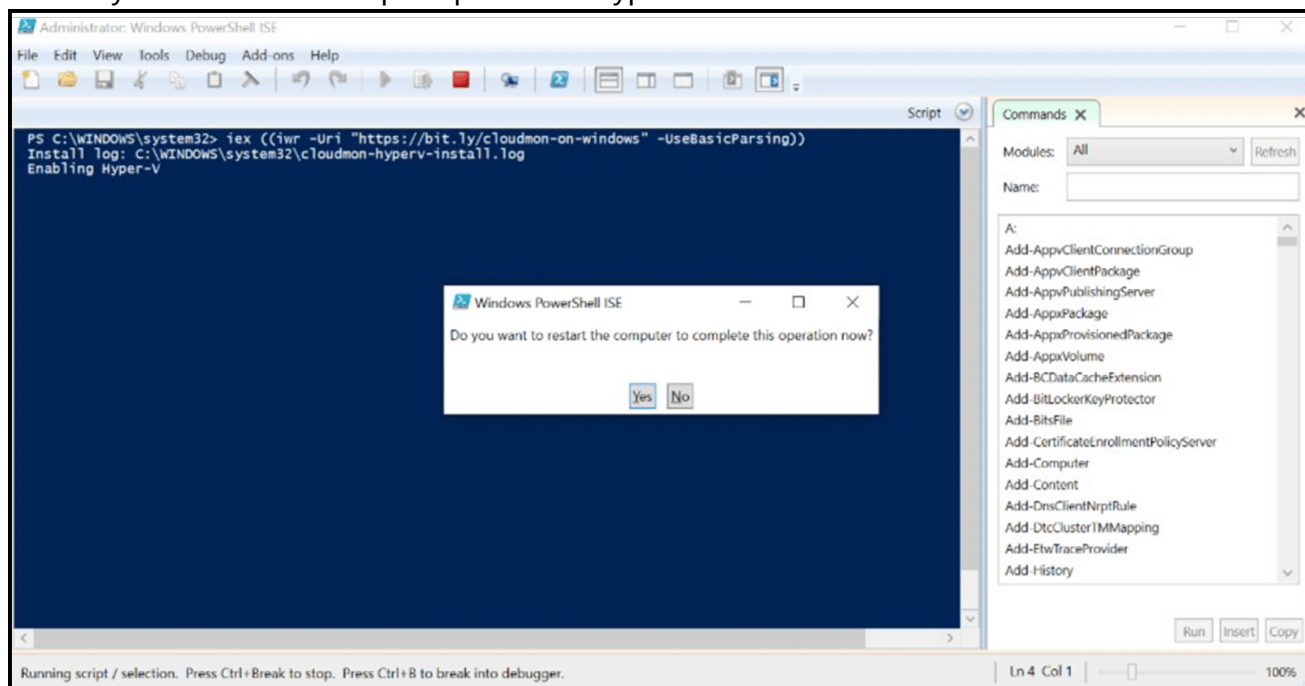 Administrator: Windows PowerShell ISE
File Edit View Tools Debug Add-ons Help
Script
PS C:\WINDOWS\system32> iex ((iwr -Uri "https://bit.ly/cloudmon-on-windows" -UseBasicParsing))
Install log: C:\WINDOWS\system32\cloudmon-hyperv-install.log
Enabling Hyper-V
Windows PowerShell ISE
Do you want to restart the computer to complete this operation now?
Yes No
Commands
Modules: All Refresh
Name:
A:
Add-AppvClientConnectionGroup
Add-AppvClientPackage
Add-AppvPublishingServer
Add-AppxPackage
Add-AppxProvisionedPackage
Add-AppxVolume
Add-BCDataCacheExtension
Add-BitLockerKeyProtector
Add-BitsFile
Add-CertificateEnrollmentPolicyServer
Add-Computer
Add-Content
Add-DnsClientNrptRule
Add-DtcClusterTMMapping
Add-EtwTraceProvider
Add-History
Run Insert Copy
Running script / selection. Press Ctrl+Break to stop. Press Ctrl+B to break into debugger.
Ln 4 Col 1 100%